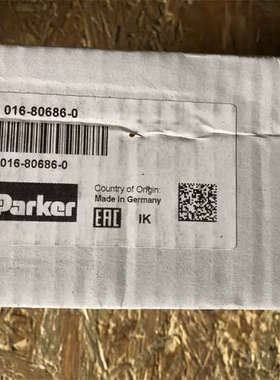 016-80686-0
016-80686-0
Parker
Country of Origin:
Made in Germany
EAC
IK